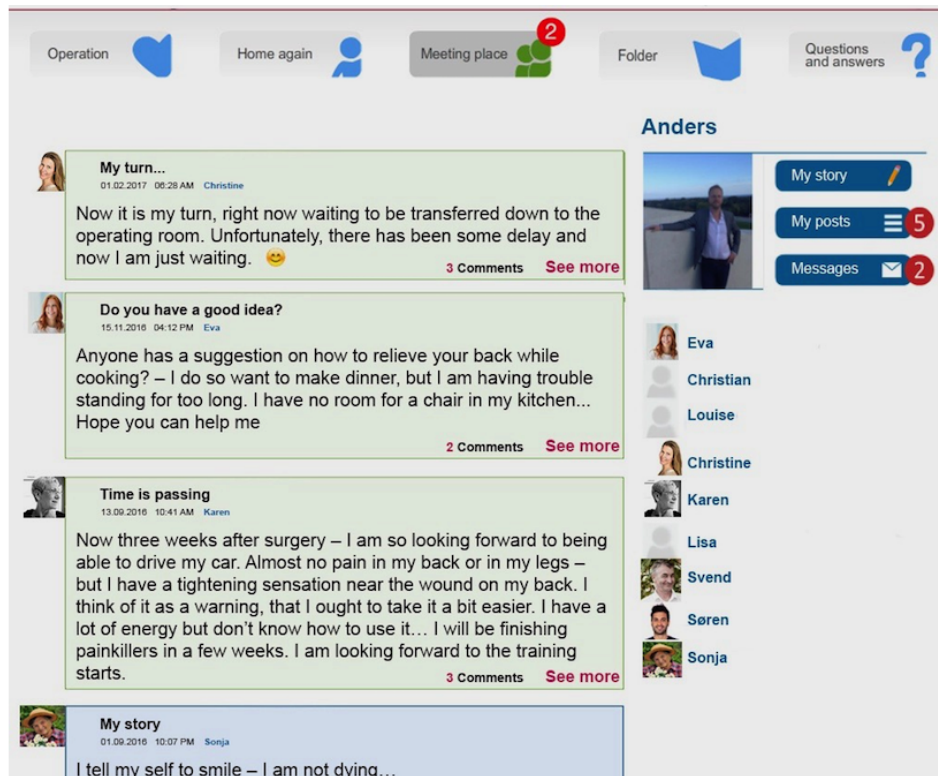 Operation
Home again
Meeting place
2
Folder
Questions
and answers
My turn...
01.02.2017 06:28 AM Christine
Now it is my turn, right now waiting to be transferred down to the
operating room. Unfortunately, there has been some delay and
now I am just waiting. 😊
3 Comments See more
Do you have a good idea?
15.11.2016 04:12 PM Eva
Anyone has a suggestion on how to relieve your back while
cooking? – I do so want to make dinner, but I am having trouble
standing for too long. I have no room for a chair in my kitchen...
Hope you can help me
2 Comments See more
Time is passing
13.09.2016 10:41 AM Karen
Now three weeks after surgery – I am so looking forward to being
able to drive my car. Almost no pain in my back or in my legs –
but I have a tightening sensation near the wound on my back. I
think of it as a warning, that I ought to take it a bit easier. I have a
lot of energy but don't know how to use it… I will be finishing
painkillers in a few weeks. I am looking forward to the training
starts.
3 Comments See more
My story
01.09.2016 10:07 PM Sonja
I tell my self to smile – I am not dying…
Anders
My story
My posts
5
Messages
2
Eva
Christian
Louise
Christine
Karen
Lisa
Svend
Søren
Sonja